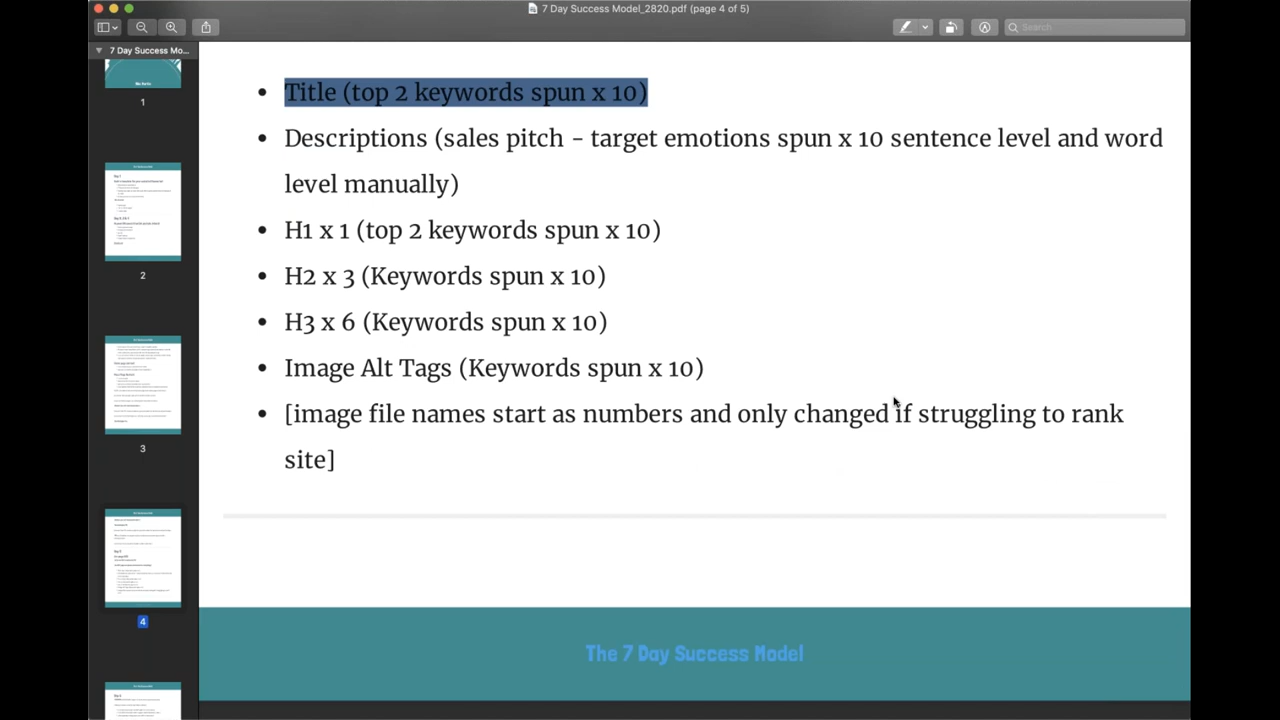 7 Day Success Model_2820.pdf (page 4 of 5)
Search
7 Day Success Mo...
1
2
3
4
• Title (top 2 keywords spun x 10)
• Descriptions (sales pitch - target emotions spun x 10 sentence level and word
level manually)
• H1 x 1 (top 2 keywords spun x 10)
• H2 x 3 (Keywords spun x 10)
• H3 x 6 (Keywords spun x 10)
• Image Alt Tags (Keywords spun x 10)
• [image file names start as numbers and only changed if struggling to rank
site]
The 7 Day Success Model